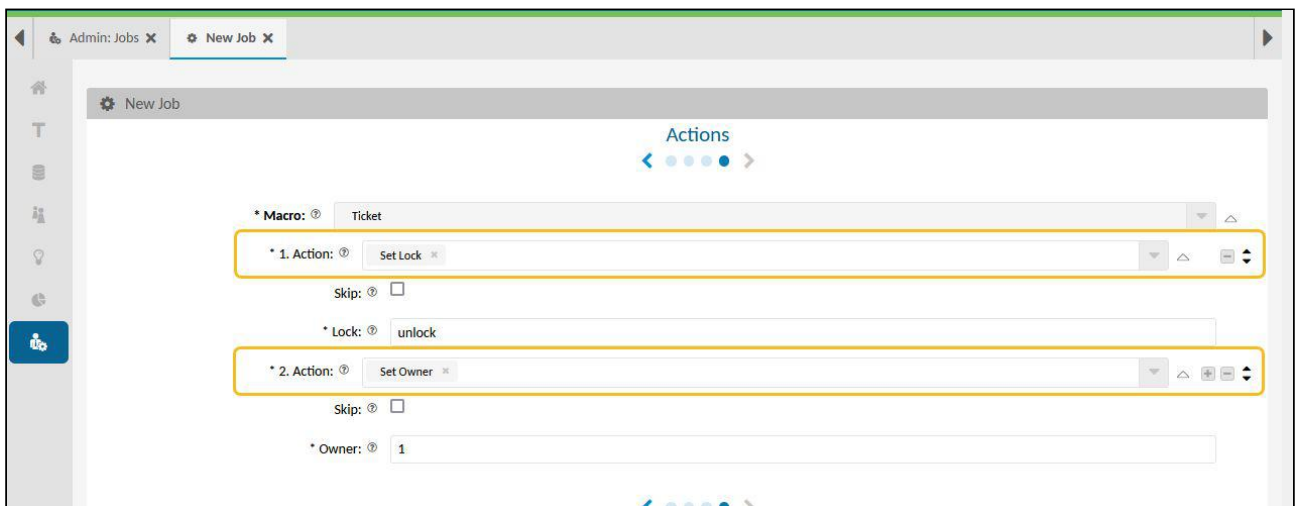 Admin: Jobs New Job
New Job
Actions
* Macro: Ticket
* 1. Action: Set Lock
Skip:
* Lock: unlock
* 2. Action: Set Owner
Skip:
* Owner: 1